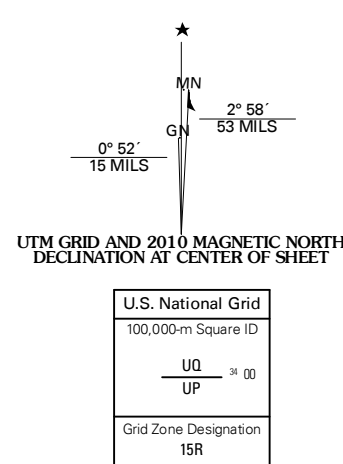 ★
MN
2° 58´
53 MILS
GN
0° 52´
15 MILS
UTM GRID AND 2010 MAGNETIC NORTH
DECLINATION AT CENTER OF SHEET
U.S. National Grid
100,000-m Square ID
UQ
34 00
UP
Grid Zone Designation
15R